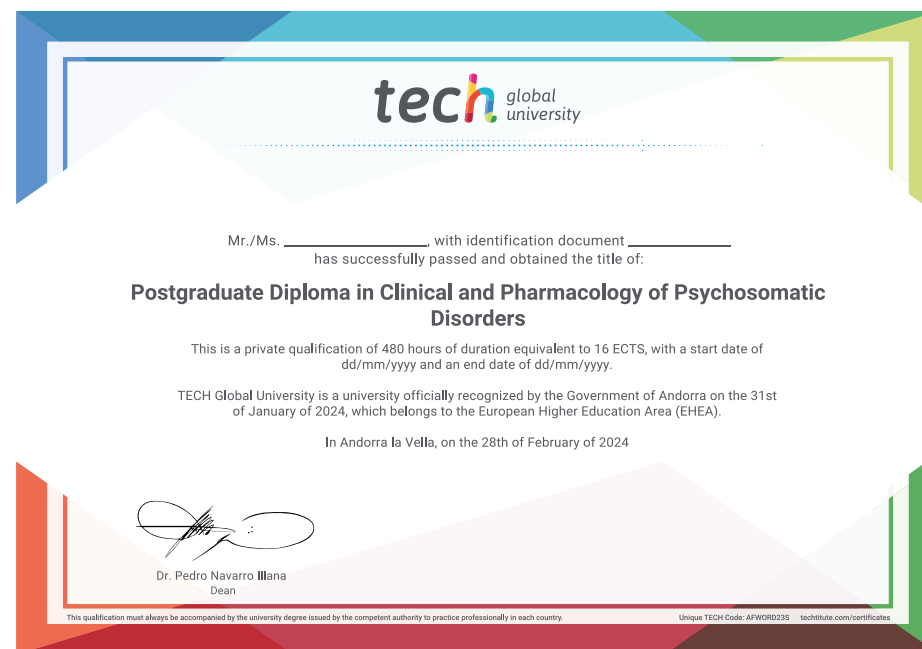 tech global
university
Mr./Ms. ________________, with identification document ____________
has successfully passed and obtained the title of:
Postgraduate Diploma in Clinical and Pharmacology of Psychosomatic
Disorders
This is a private qualification of 480 hours of duration equivalent to 16 ECTS, with a start date of
dd/mm/yyyy and an end date of dd/mm/yyyy.
TECH Global University is a university officially recognized by the Government of Andorra on the 31st
of January of 2024, which belongs to the European Higher Education Area (EHEA).
In Andorra la Vella, on the 28th of February of 2024
Dr. Pedro Navarro Illana
Dean
This qualification must always be accompanied by the university degree issued by the competent authority to practice professionally in each country. Unique TECH Code: AFWORD23S techtitute.com/certificates